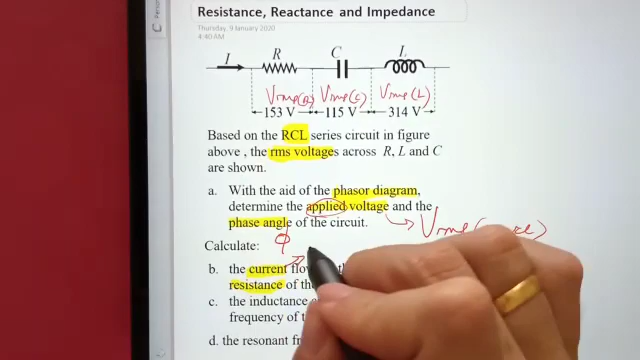 Resistance, Reactance and Impedance
Thursday, 9 January 2020
4:40 AM
I R C L
Vrms(R) Vrms(C) Vrms(L)
153 V 115 V 314 V
Based on the RCL series circuit in figure
above , the rms voltages across R, L and C
are shown.
a. With the aid of the phasor diagram,
determine the applied voltage and the
phase angle of the circuit.
Vrms(
ϕ
Calculate:
b. the current
resistance of the
c. the inductance
frequency of
d. the resonant